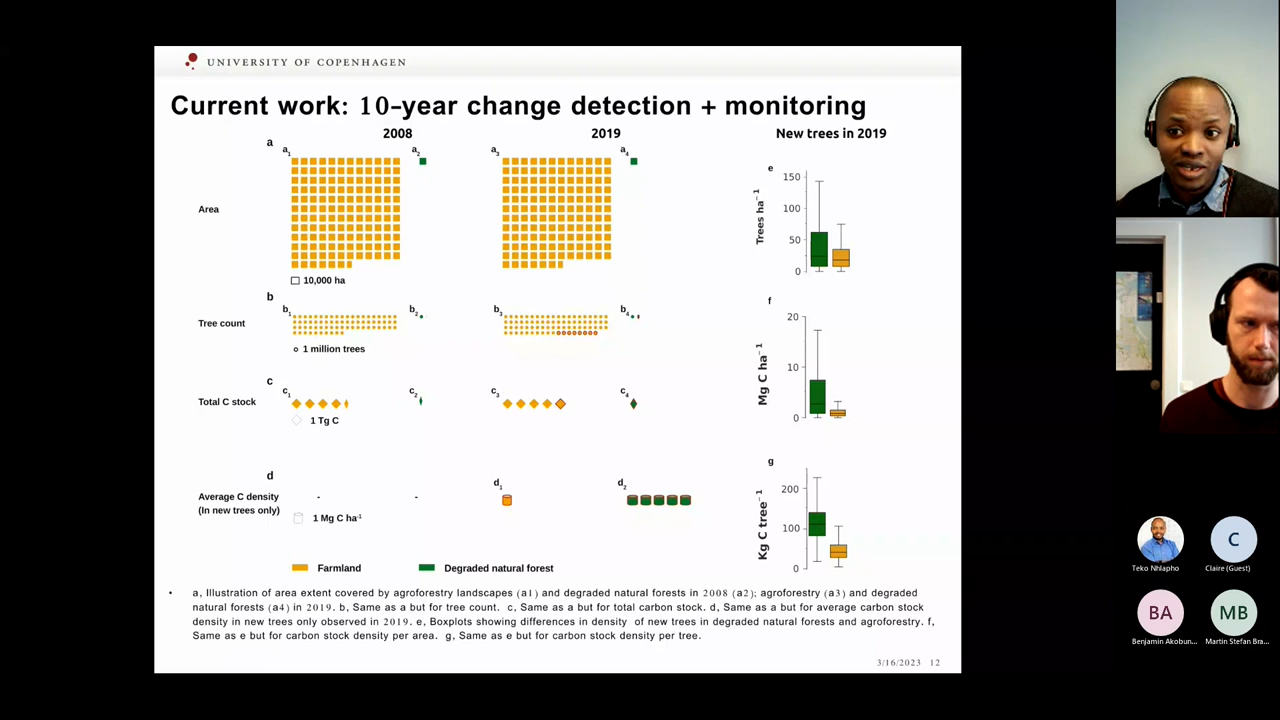 UNIVERSITY OF COPENHAGEN
Current work: 10-year change detection + monitoring
2008
2019
New trees in 2019
a
a1
a2
a3
a4
Area
10,000 ha
b
b1
b2
b3
b4
Tree count
1 million trees
c
c1
c2
c3
c4
Total C stock
1 Tg C
d
d1
d2
Average C density
(In new trees only)
-
-
1 Mg C ha-1
Farmland
Degraded natural forest
e
Trees ha−1
150
100
50
0
f
Mg C ha−1
20
10
0
g
Kg C tree−1
200
100
0
• a, Illustration of area extent covered by agroforestry landscapes (a1) and degraded natural forests in 2008 (a2); agroforestry (a3) and degraded
natural forests (a4) in 2019. b, Same as a but for tree count. c, Same as a but for total carbon stock. d, Same as a but for average carbon stock
density in new trees only observed in 2019. e, Boxplots showing differences in density of new trees in degraded natural forests and agroforestry. f,
Same as e but for carbon stock density per area. g, Same as e but for carbon stock density per tree.
3/16/2023 12
C
Teko Nhlapho
Claire (Guest)
BA
MB
Benjamin Akobun...
Martin Stefan Bra...